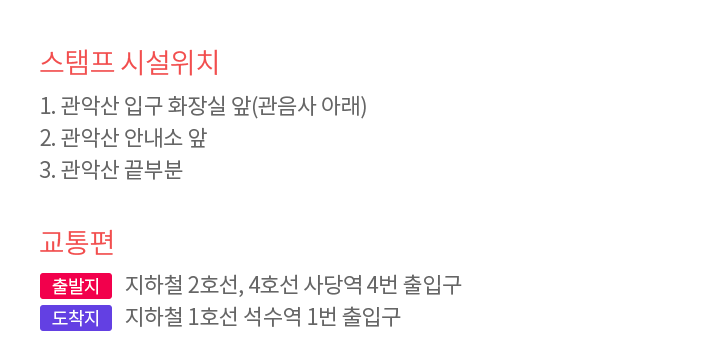 스탬프 시설위치
1. 관악산 입구 화장실 앞(관음사 아래)
2. 관악산 안내소 앞
3. 관악산 끝부분
교통편
출발지 지하철 2호선, 4호선 사당역 4번 출입구
도착지 지하철 1호선 석수역 1번 출입구